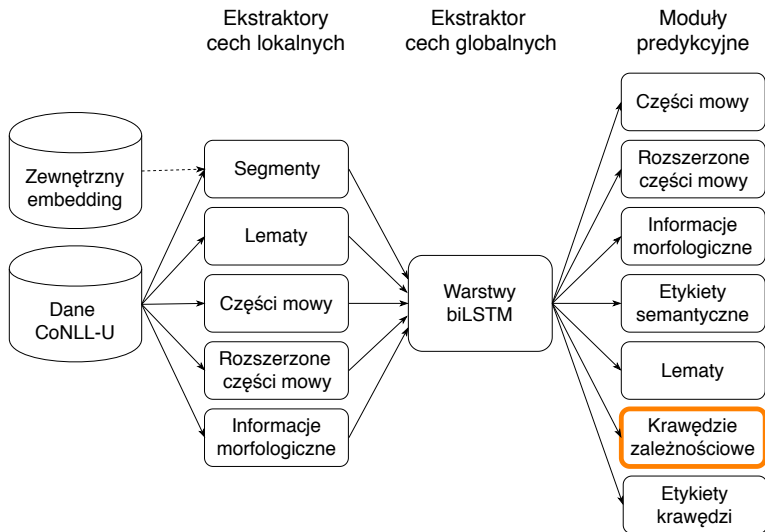 Ekstraktory
cech lokalnych
Ekstraktor
cech globalnych
Moduły
predykcyjne
Zewnętrzny
embedding
Dane
CoNLL-U
Segmenty
Lematy
Części mowy
Rozszerzone
części mowy
Informacje
morfologiczne
Warstwy
biLSTM
Części mowy
Rozszerzone
części mowy
Informacje
morfologiczne
Etykiety
semantyczne
Lematy
Krawędzie
zależnościowe
Etykiety
krawędzi